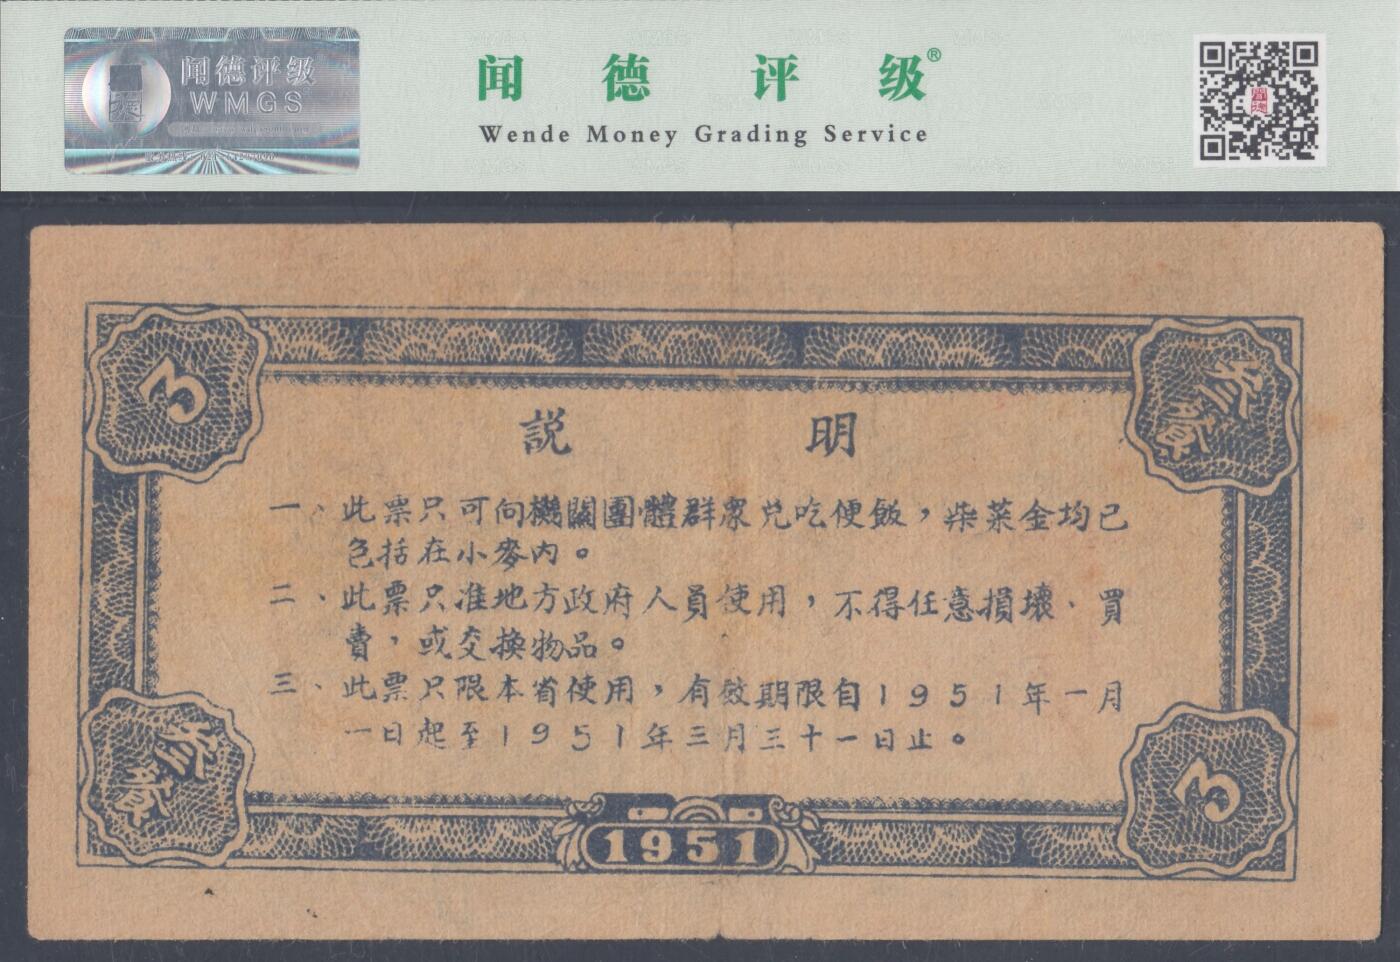 闻德评级
WMGS
闻德评级®
Wende Money Grading Service
3
叁餐
説明
一、此票只可向機關團體群衆兑吃便飯，柴菜金均已
包括在小麥内。
二、此票只准地方政府人員使用，不得任意損壞、買
賣，或交換物品。
三、此票只限本省使用，有效期限自1951年一月
一日起至1951年三月三十一日止。
叁餐
1951
3